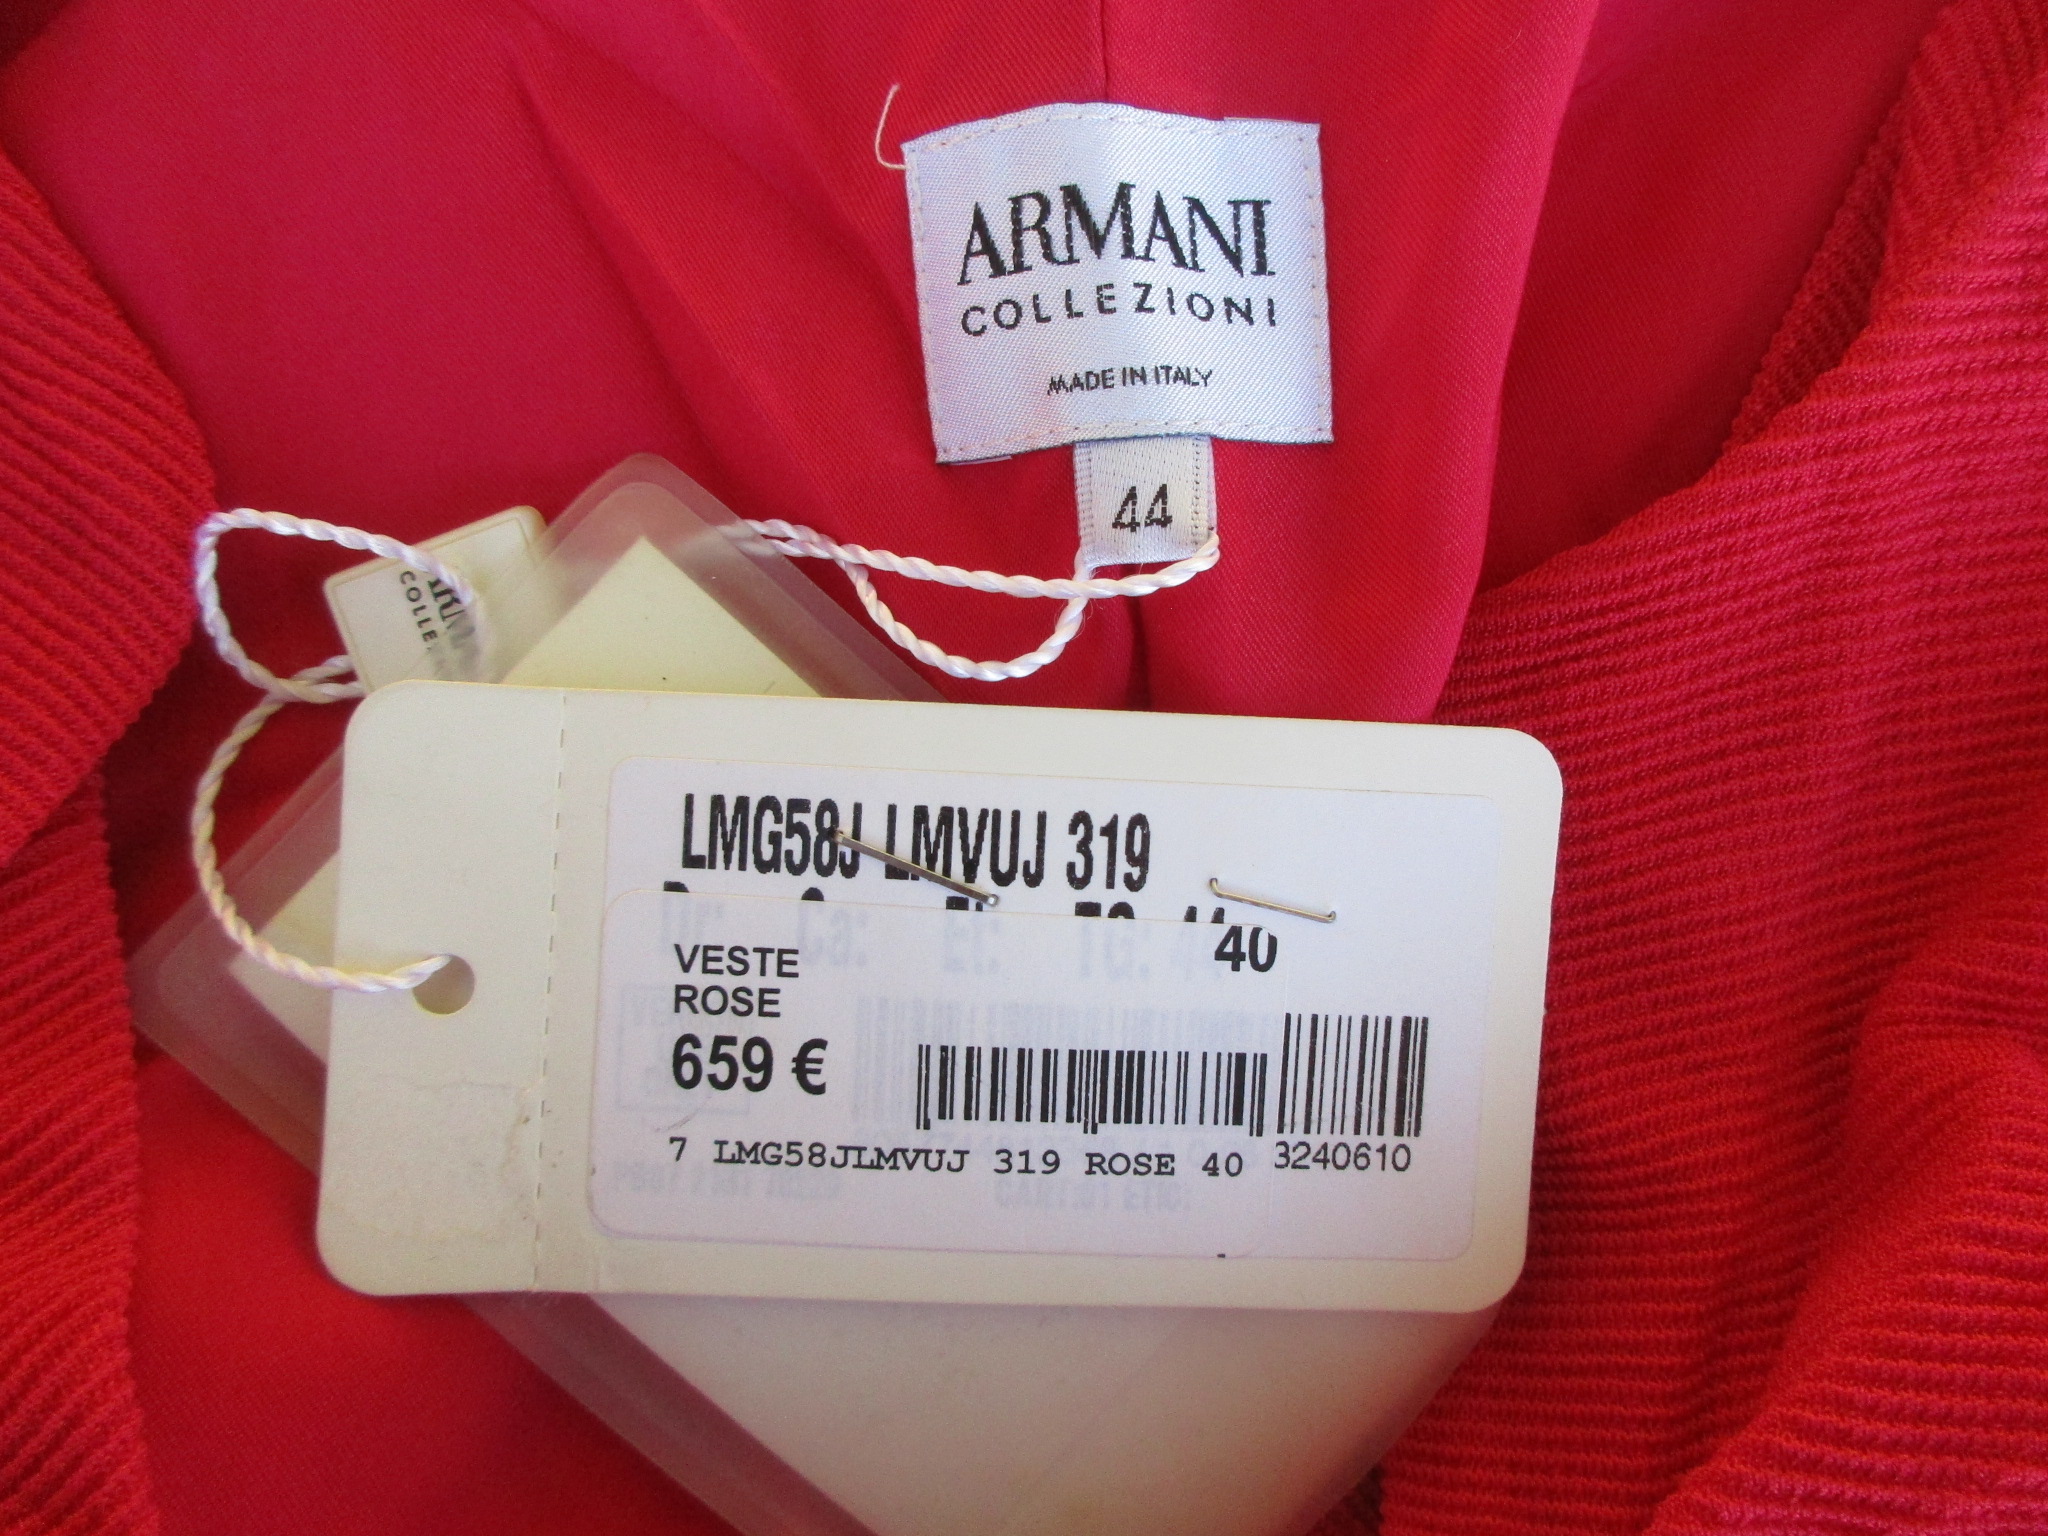 ARMANI
COLLEZIONI
MADE IN ITALY
44
LMG58J LMVUJ 319
40
VESTE
ROSE
659 €
7 LMG58JLMVUJ 319 ROSE 40 3240610